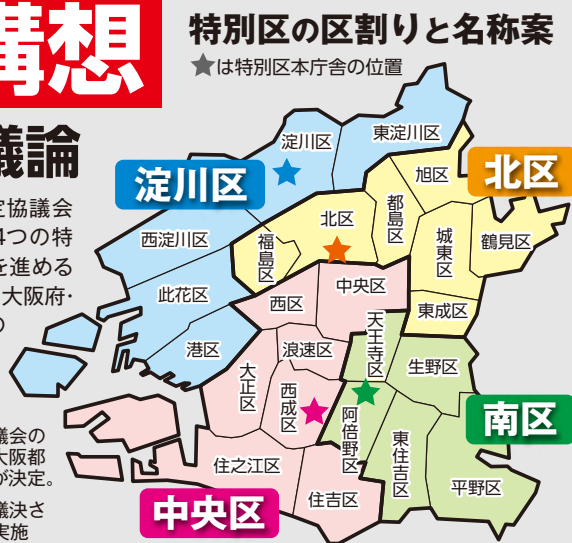 構想
議論
定協議会
4つの特
を進める
大阪府・
の
議会の
大阪都
が決定。
議決さ
実施
特別区の区割りと名称案
★は特別区本庁舎の位置
淀川区
東淀川区
旭区
淀川区
北区
北区
都島区
西淀川区
福島区
城東区
鶴見区
此花区
中央区
西区
東成区
港区
浪速区
天王寺区
生野区
大正区
西成区
阿倍野区
南区
東住吉区
住之江区
平野区
住吉区
中央区